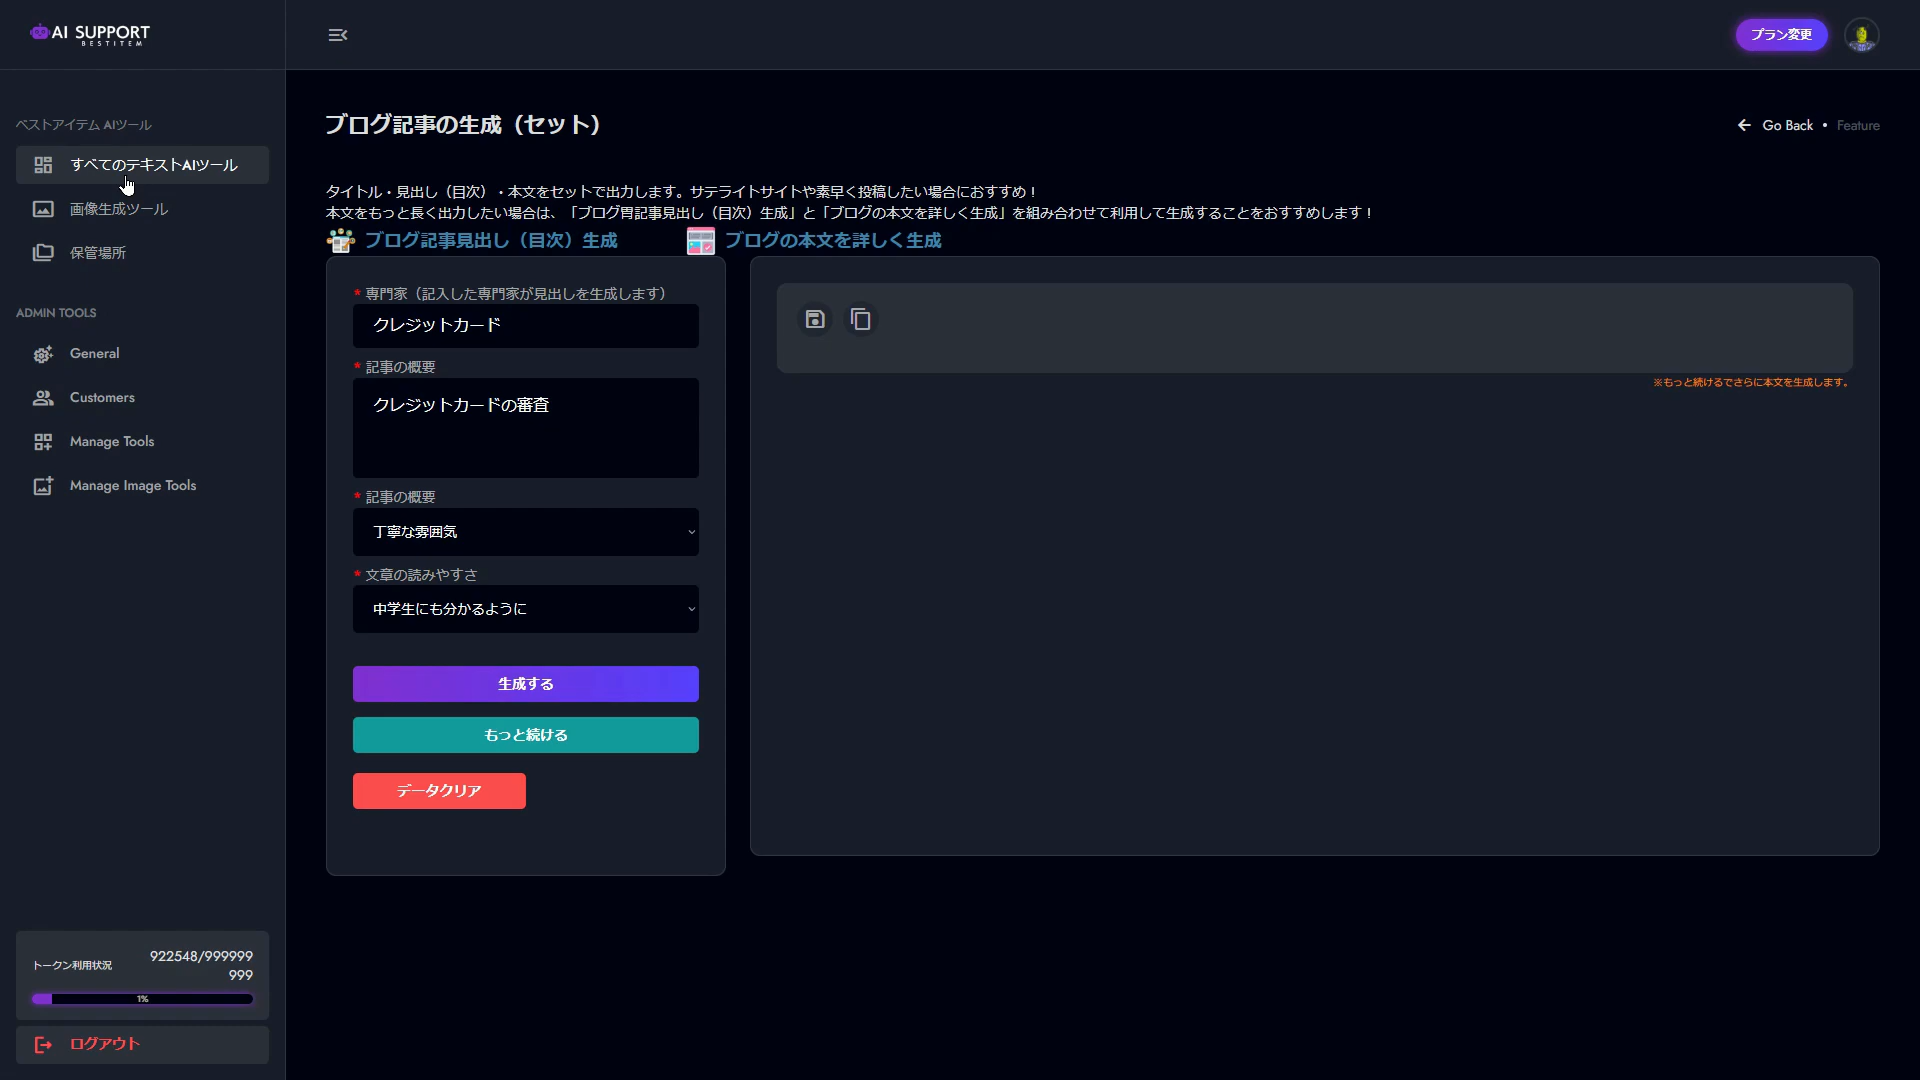 AI SUPPORT
BESTITEM
プラン変更
ベストアイテム AIツール
すべてのテキストAIツール
画像生成ツール
保管場所
ADMIN TOOLS
General
Customers
Manage Tools
Manage Image Tools
トークン利用状況
922548/999999
999
1%
ログアウト
ブログ記事の生成（セット）
Go Back • Feature
タイトル・見出し（目次）・本文をセットで出力します。サテライトサイトや素早く投稿したい場合におすすめ！
本文をもっと長く出力したい場合は、「ブログ専記事見出し（目次）生成」と「ブログの本文を詳しく生成」を組み合わせて利用して生成することをおすすめします！
ブログ記事見出し（目次）生成
ブログの本文を詳しく生成
* 専門家（記入した専門家が見出しを生成します）
クレジットカード
* 記事の概要
クレジットカードの審査
* 記事の概要
丁寧な雰囲気
* 文章の読みやすさ
中学生にも分かるように
生成する
もっと続ける
データクリア
※もっと続けるでさらに本文を生成します。